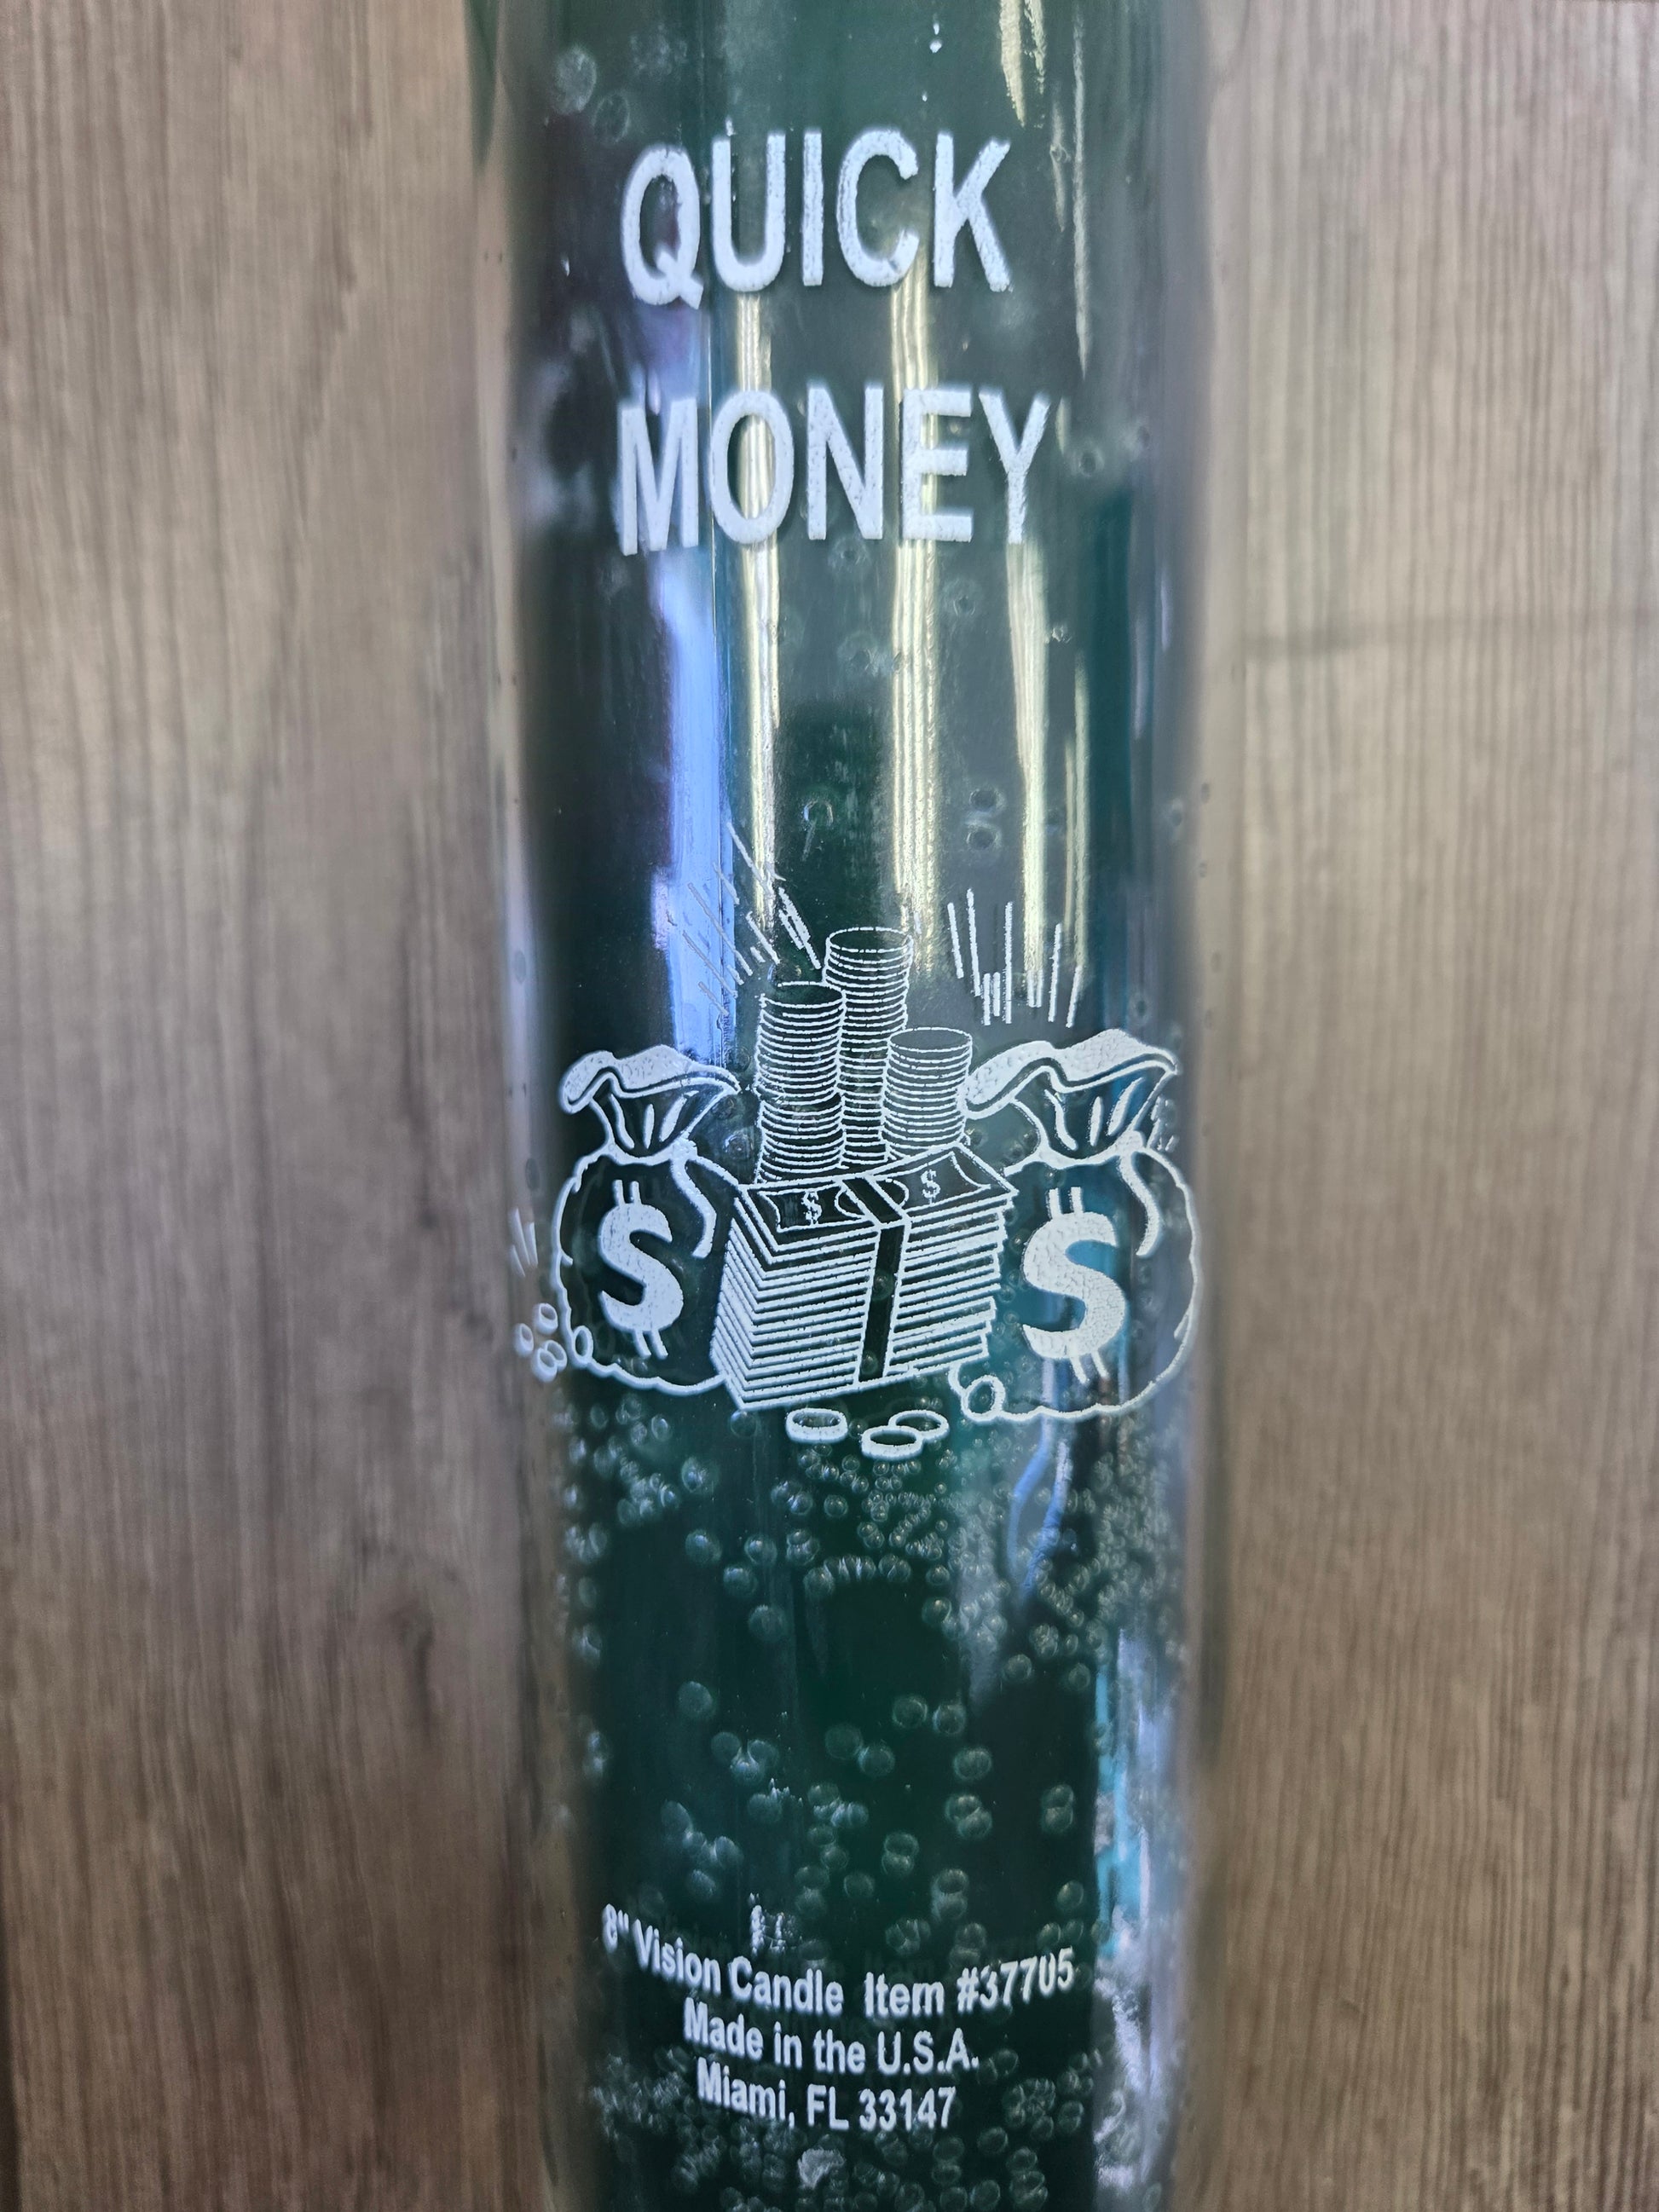 QUICK
MONEY
$ $
$ $
8" Vision Candle Item #37705
Made in the U.S.A.
Miami, FL 33147